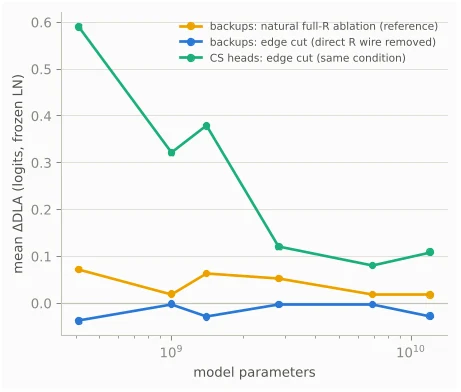 mean ΔDLA (logits, frozen LN)
0.6
0.5
0.4
0.3
0.2
0.1
0.0
backups: natural full-R ablation (reference)
backups: edge cut (direct R wire removed)
CS heads: edge cut (same condition)
10⁹
10¹⁰
model parameters